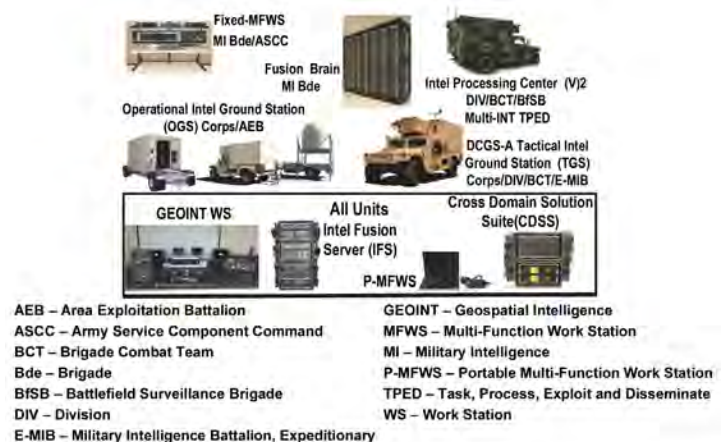 Fixed-MFWS
MI Bde/ASCC
Fusion Brain
MI Bde
Intel Processing Center (V)2
DIV/BCT/BfSB
Multi-INT TPED
Operational Intel Ground Station
(OGS) Corps/AEB
DCGS-A Tactical Intel
Ground Station (TGS)
Corps/DIV/BCT/E-MIB
GEOINT WS
All Units
Intel Fusion
Server (IFS)
Cross Domain Solution
Suite(CDSS)
P-MFWS
AEB – Area Exploitation Battalion
ASCC – Army Service Component Command
BCT – Brigade Combat Team
Bde – Brigade
BfSB – Battlefield Surveillance Brigade
DIV – Division
E-MIB – Military Intelligence Battalion, Expeditionary
GEOINT – Geospatial Intelligence
MFWS – Multi-Function Work Station
MI – Military Intelligence
P-MFWS – Portable Multi-Function Work Station
TPED – Task, Process, Exploit and Disseminate
WS – Work Station